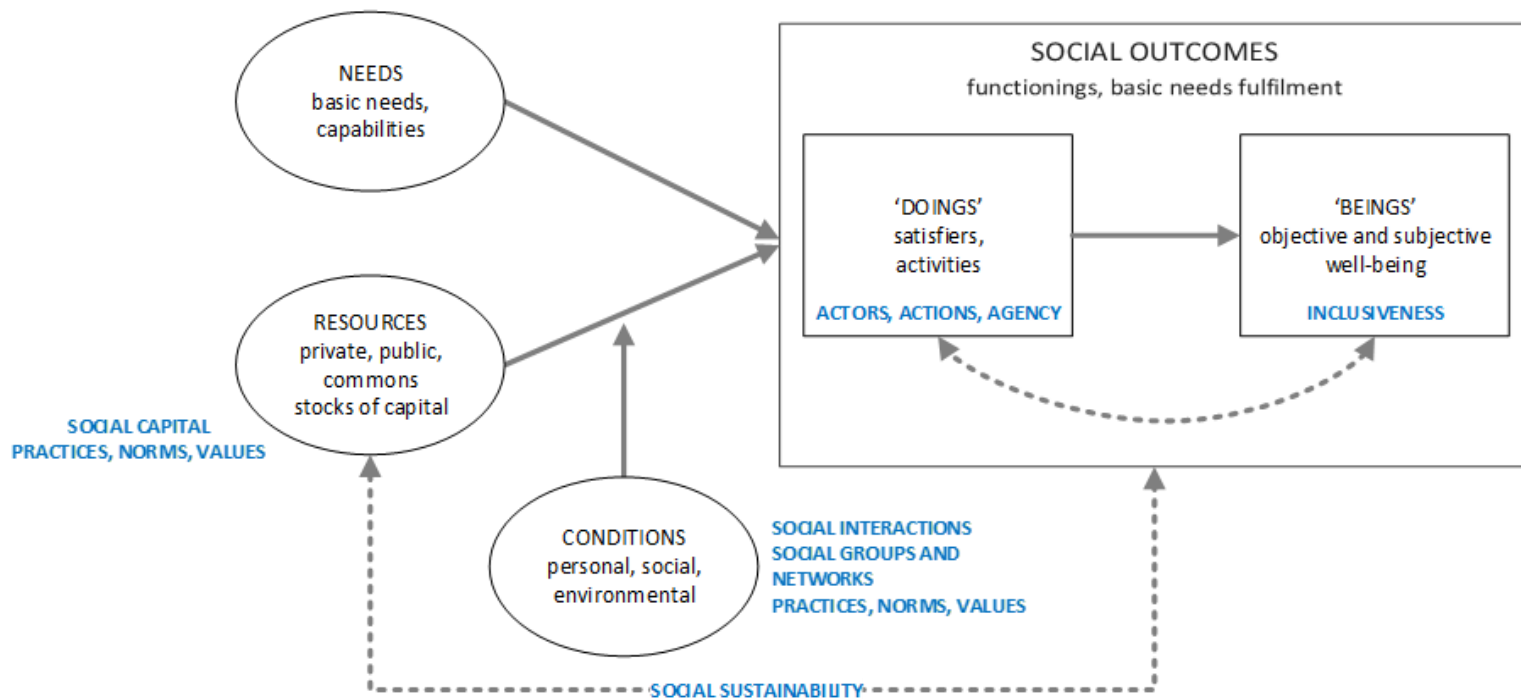 NEEDS
basic needs,
capabilities
SOCIAL OUTCOMES
functionings, basic needs fulfilment
'DOINGS'
satisfiers,
activities
ACTORS, ACTIONS, AGENCY
'BEINGS'
objective and subjective
well-being
INCLUSIVENESS
RESOURCES
private, public,
commons
stocks of capital
SOCIAL CAPITAL
PRACTICES, NORMS, VALUES
CONDITIONS
personal, social,
environmental
SOCIAL INTERACTIONS
SOCIAL GROUPS AND
NETWORKS
PRACTICES, NORMS, VALUES
SOCIAL SUSTAINABILITY